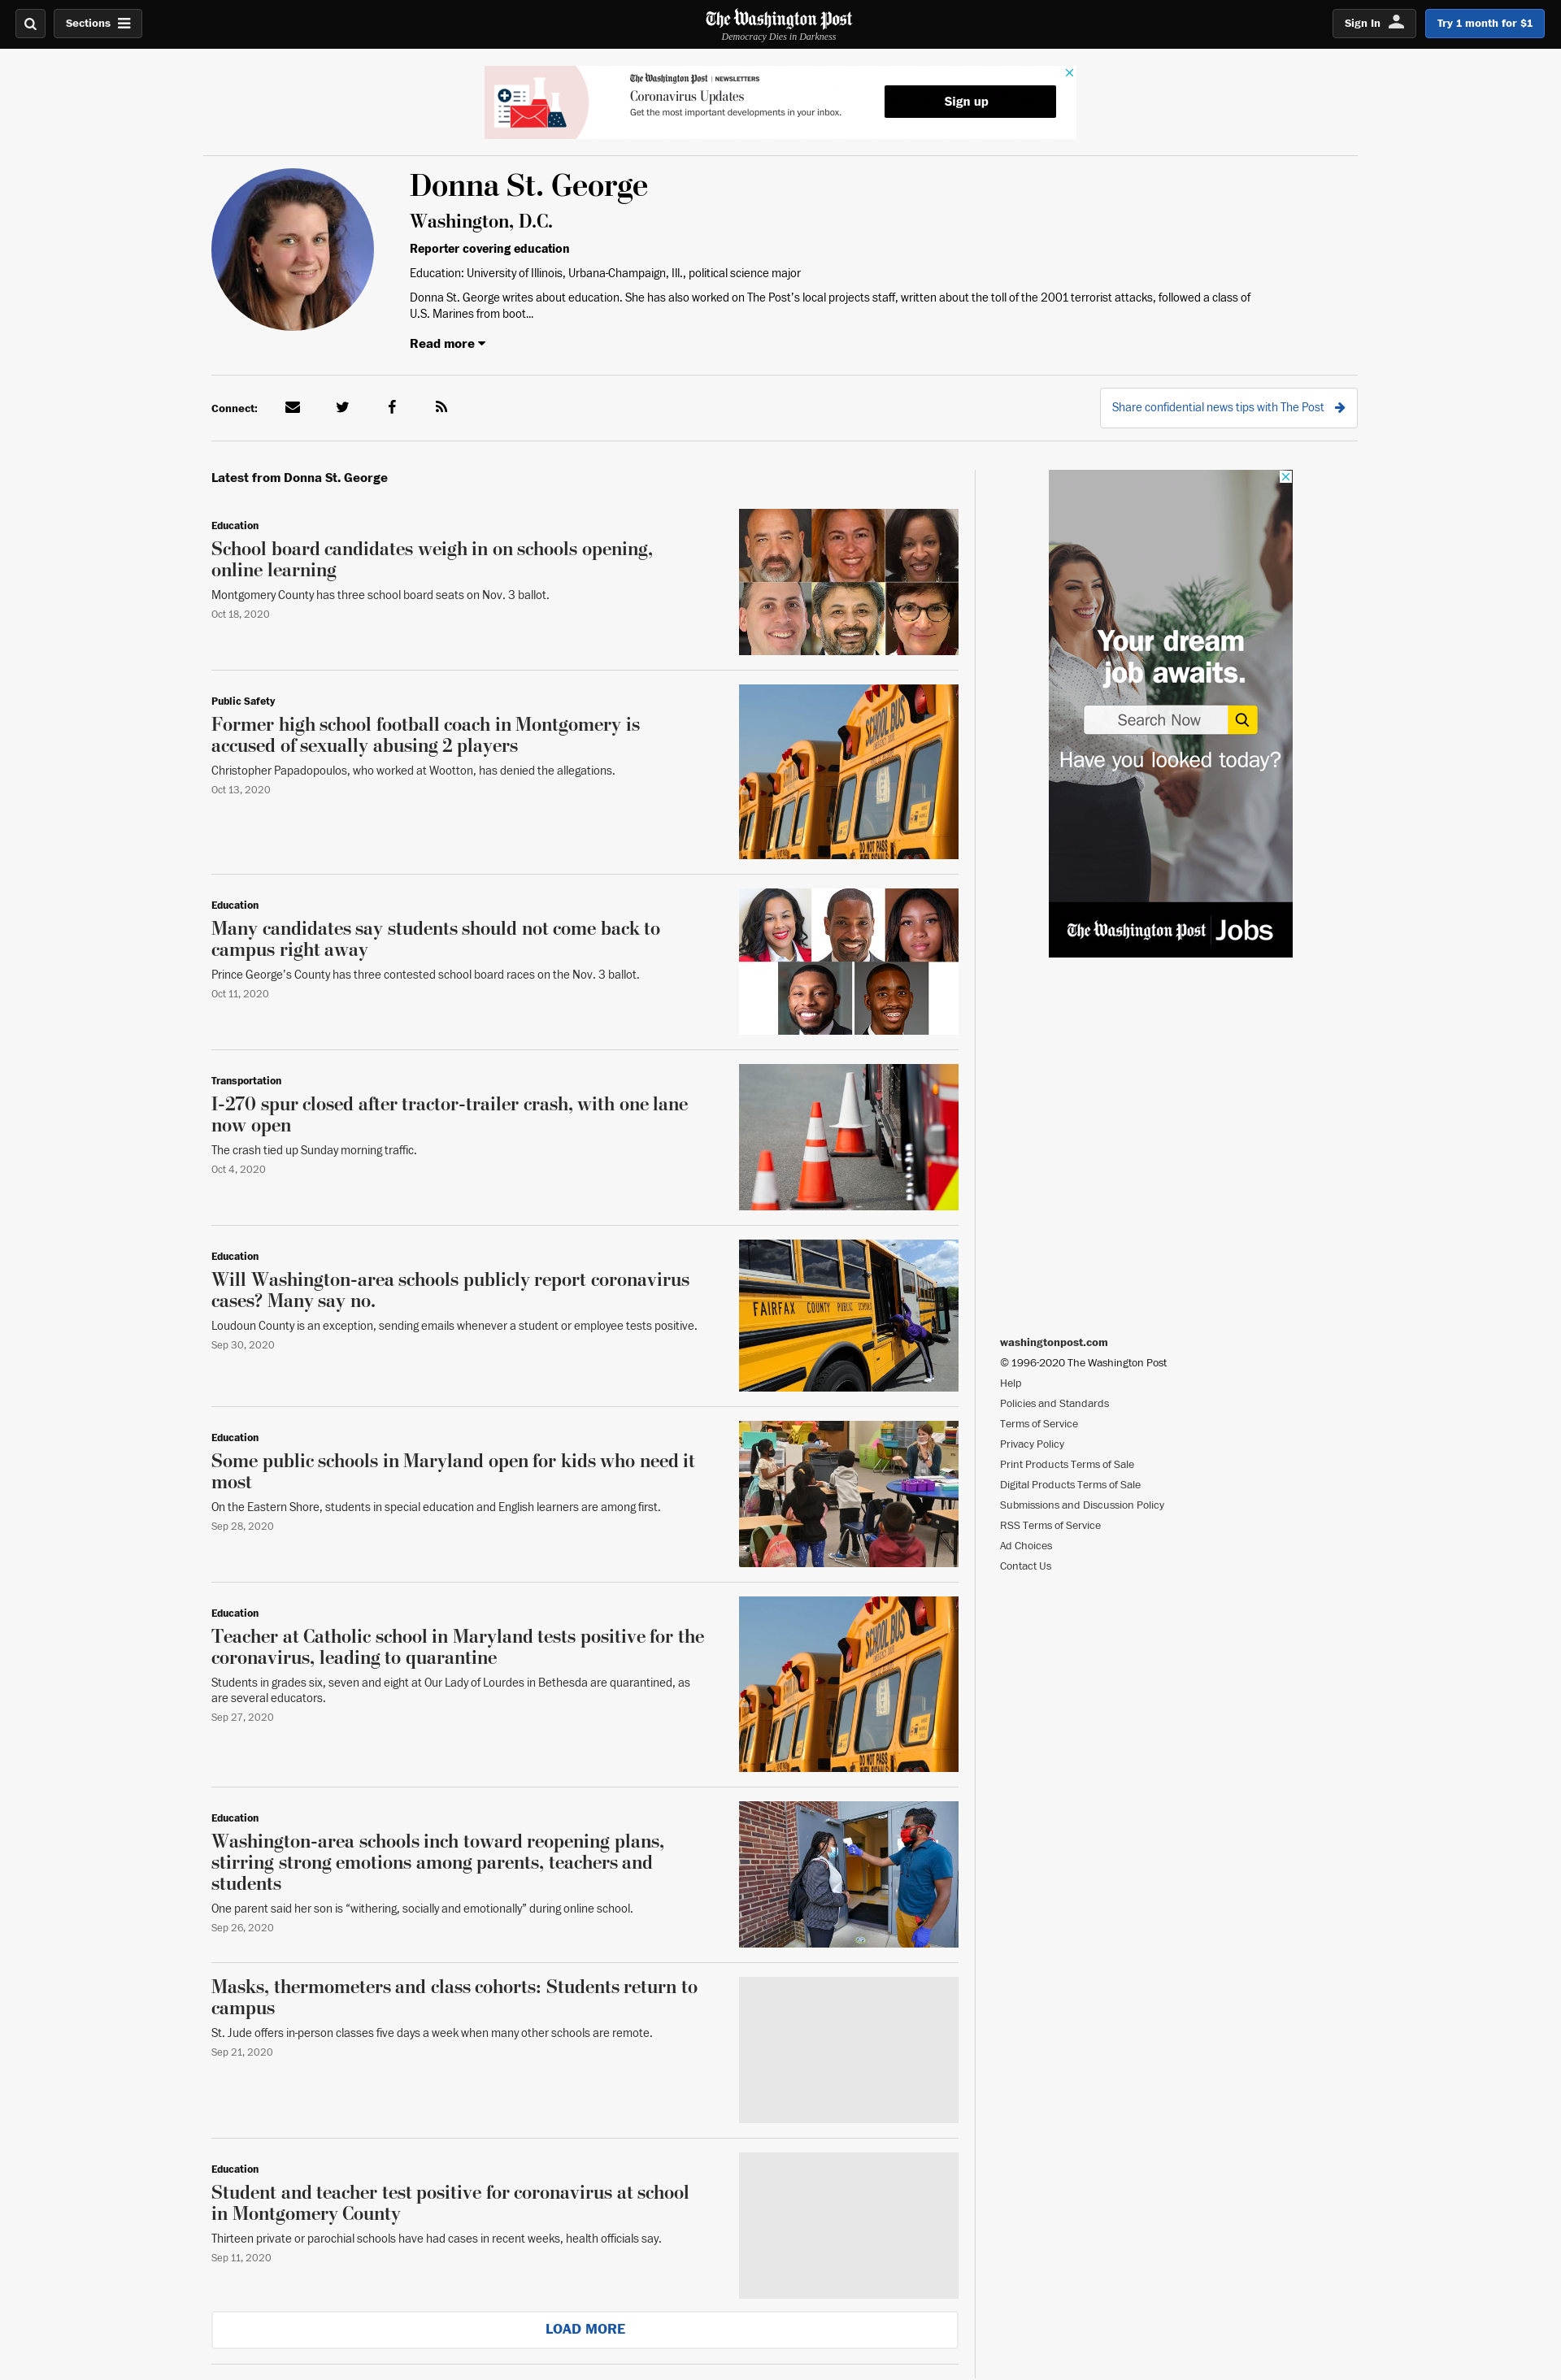 Sections
The Washington Post
Democracy Dies in Darkness
Sign In
Try 1 month for $1
The Washington Post | NEWSLETTERS
Coronavirus Updates
Get the most important developments in your inbox.
Sign up
Donna St. George
Washington, D.C.
Reporter covering education
Education: University of Illinois, Urbana-Champaign, Ill., political science major
Donna St. George writes about education. She has also worked on The Post's local projects staff, written about the toll of the 2001 terrorist attacks, followed a class of
U.S. Marines from boot...
Read more
Connect:
Share confidential news tips with The Post
Latest from Donna St. George
Education
School board candidates weigh in on schools opening,
online learning
Montgomery County has three school board seats on Nov. 3 ballot.
Oct 18, 2020
Public Safety
Former high school football coach in Montgomery is
accused of sexually abusing 2 players
Christopher Papadopoulos, who worked at Wootton, has denied the allegations.
Oct 13, 2020
SCHOOL BUS
DO NOT PASS
Education
Many candidates say students should not come back to
campus right away
Prince George's County has three contested school board races on the Nov. 3 ballot.
Oct 11, 2020
Transportation
I-270 spur closed after tractor-trailer crash, with one lane
now open
The crash tied up Sunday morning traffic.
Oct 4, 2020
Education
Will Washington-area schools publicly report coronavirus
cases? Many say no.
Loudoun County is an exception, sending emails whenever a student or employee tests positive.
Sep 30, 2020
FAIRFAX COUNTY PUBLIC SCHOOLS
Education
Some public schools in Maryland open for kids who need it
most
On the Eastern Shore, students in special education and English learners are among first.
Sep 28, 2020
Education
Teacher at Catholic school in Maryland tests positive for the
coronavirus, leading to quarantine
Students in grades six, seven and eight at Our Lady of Lourdes in Bethesda are quarantined, as
are several educators.
Sep 27, 2020
SCHOOL BUS
DO NOT PASS
Education
Washington-area schools inch toward reopening plans,
stirring strong emotions among parents, teachers and
students
One parent said her son is “withering, socially and emotionally” during online school.
Sep 26, 2020
Masks, thermometers and class cohorts: Students return to
campus
St. Jude offers in-person classes five days a week when many other schools are remote.
Sep 21, 2020
Education
Student and teacher test positive for coronavirus at school
in Montgomery County
Thirteen private or parochial schools have had cases in recent weeks, health officials say.
Sep 11, 2020
LOAD MORE
Your dream
job awaits.
Search Now
Have you looked today?
The Washington Post Jobs
washingtonpost.com
© 1996-2020 The Washington Post
Help
Policies and Standards
Terms of Service
Privacy Policy
Print Products Terms of Sale
Digital Products Terms of Sale
Submissions and Discussion Policy
RSS Terms of Service
Ad Choices
Contact Us